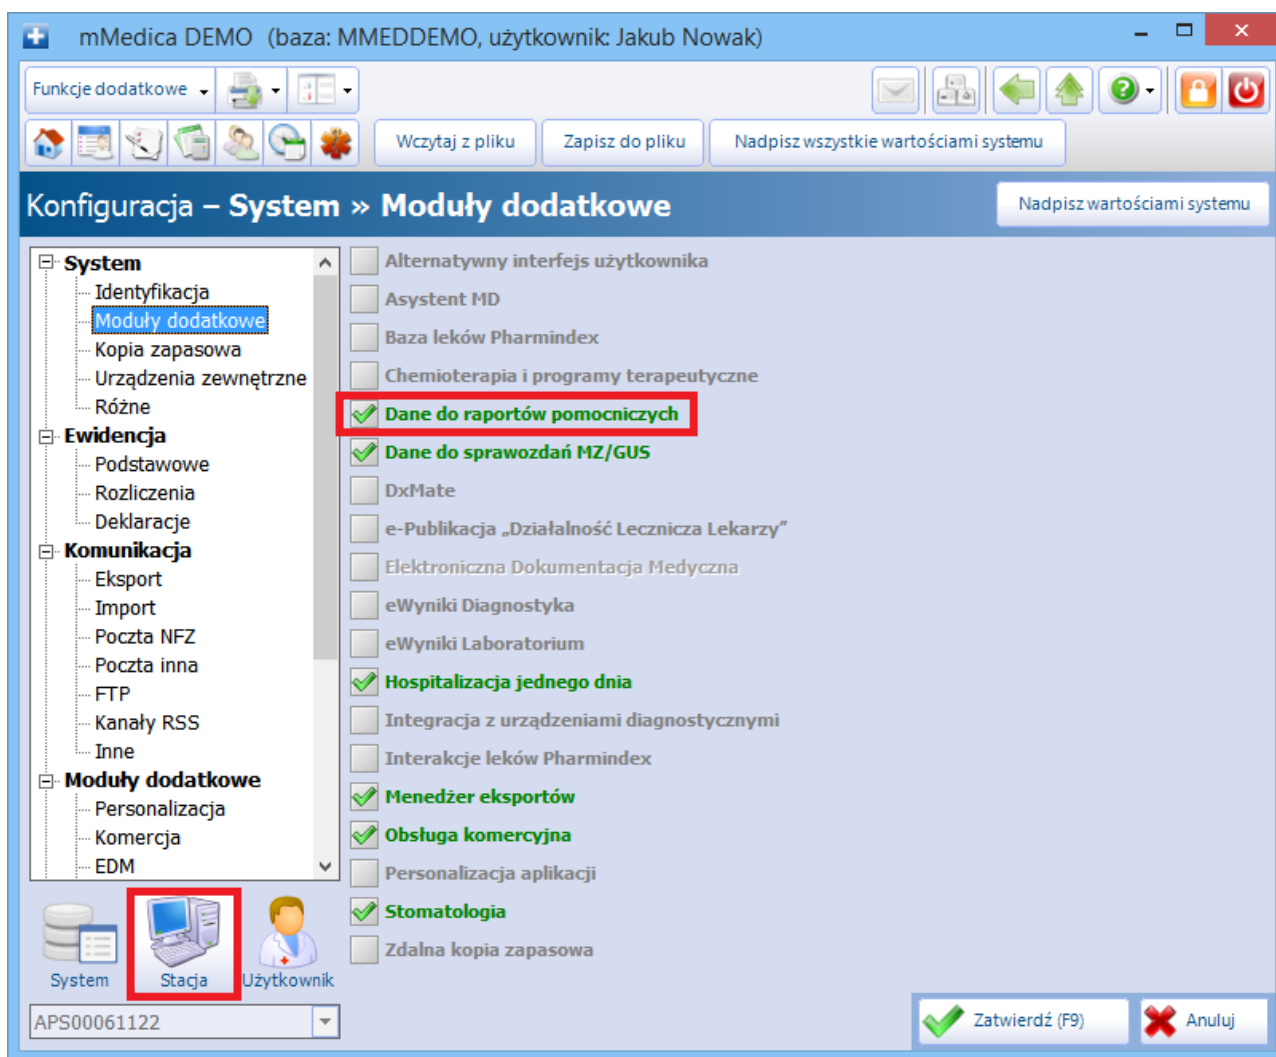 mMedica DEMO (baza: MMEDDEMO, użytkownik: Jakub Nowak)
Funkcje dodatkowe
Wczytaj z pliku
Zapisz do pliku
Nadpisz wszystkie wartościami systemu
Konfiguracja – System » Moduły dodatkowe
Nadpisz wartościami systemu
System
Identyfikacja
Moduły dodatkowe
Kopia zapasowa
Urządzenia zewnętrzne
Różne
Ewidencja
Podstawowe
Rozliczenia
Deklaracje
Komunikacja
Eksport
Import
Poczta NFZ
Poczta inna
FTP
Kanały RSS
Inne
Moduły dodatkowe
Personalizacja
Komercja
EDM
System
Stacja
Użytkownik
APS00061122
Alternatywny interfejs użytkownika
Asystent MD
Baza leków Pharmindex
Chemioterapia i programy terapeutyczne
Dane do raportów pomocniczych
Dane do sprawozdań MZ/GUS
DxMate
e-Publikacja „Działalność Lecznicza Lekarzy”
Elektroniczna Dokumentacja Medyczna
eWyniki Diagnostyka
eWyniki Laboratorium
Hospitalizacja jednego dnia
Integracja z urządzeniami diagnostycznymi
Interakcje leków Pharmindex
Menedżer eksportów
Obsługa komercyjna
Personalizacja aplikacji
Stomatologia
Zdalna kopia zapasowa
Zatwierdź (F9)
Anuluj